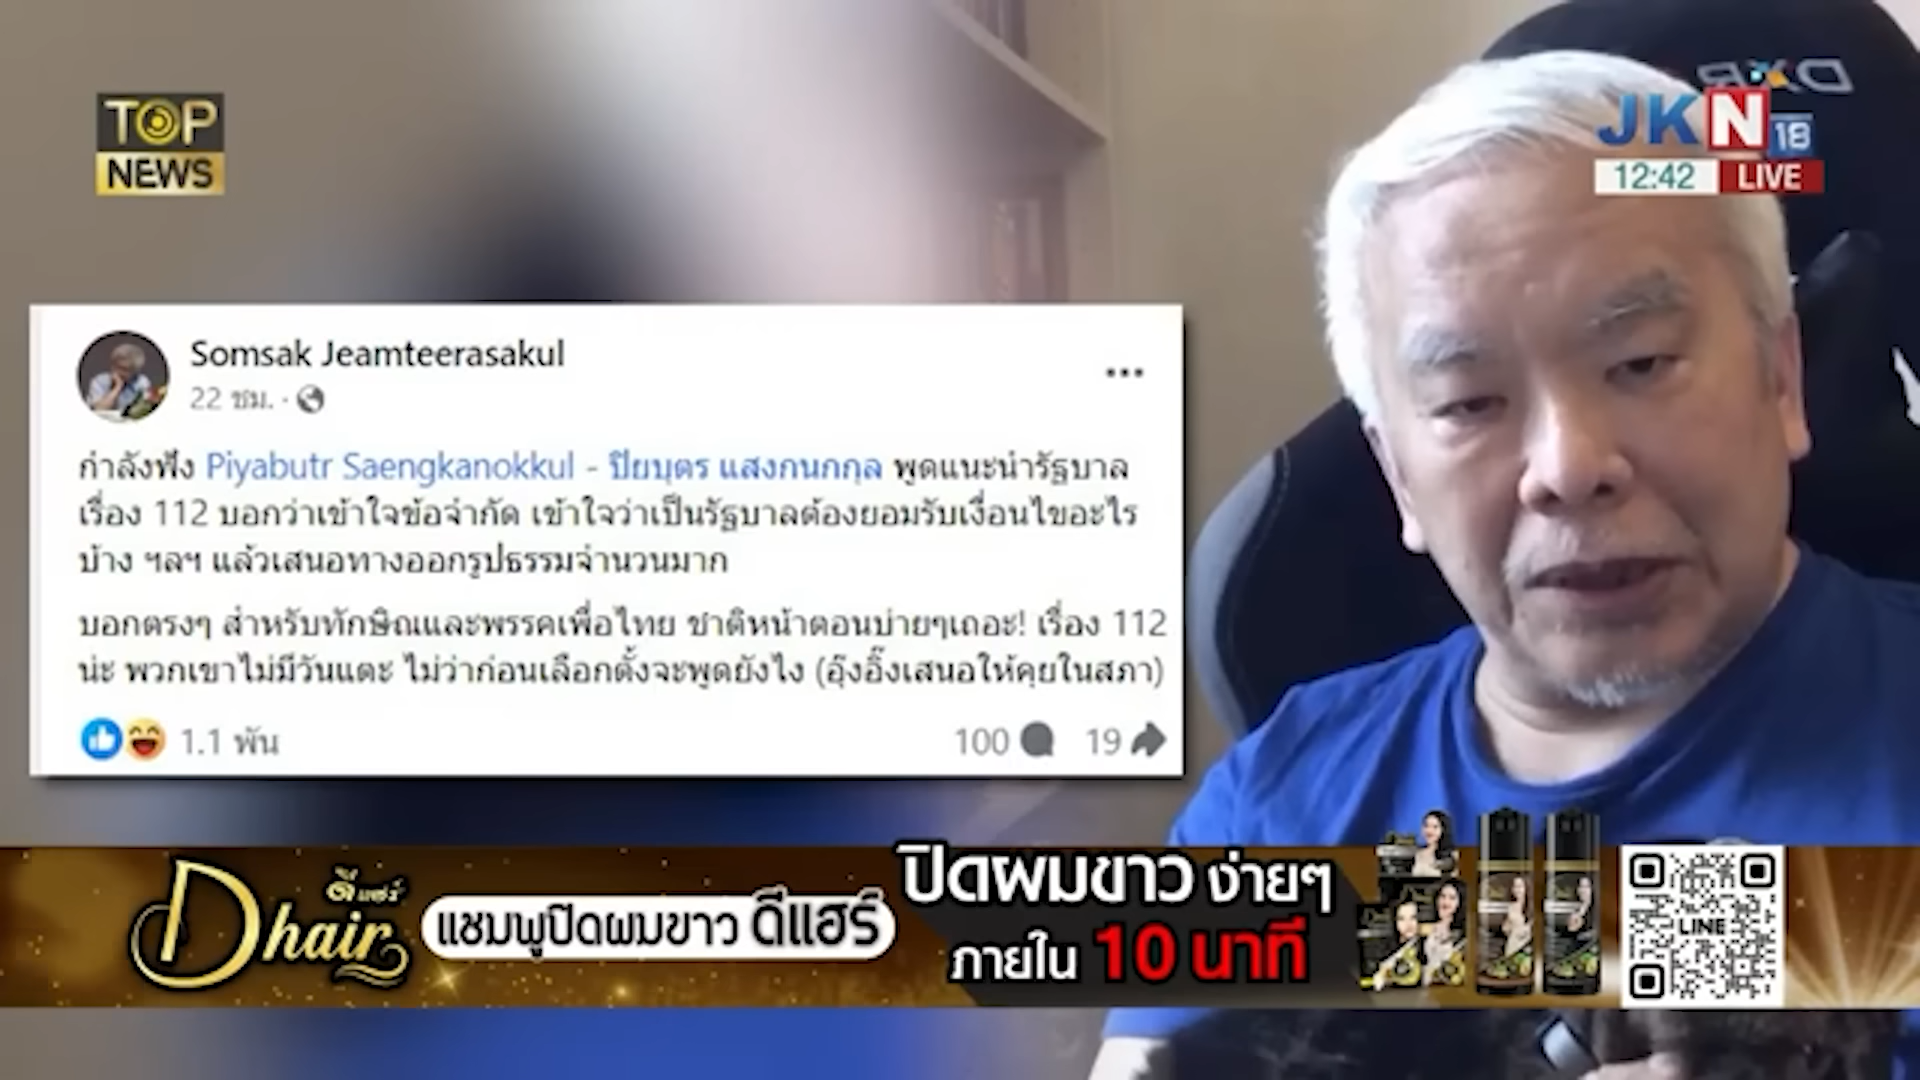 TOP
NEWS
DXR
JKN 18
12:42 LIVE
Somsak Jeamteerasakul
22 ชม. ·
กำลังฟัง Piyabutr Saengkanokkul - ปิยบุตร แสงกนกกุล พูดแนะนำรัฐบาล
เรื่อง 112 บอกว่าเข้าใจข้อจำกัด เข้าใจว่าเป็นรัฐบาลต้องยอมรับเงื่อนไขอะไร
บ้าง ฯลฯ แล้วเสนอทางออกรูปธรรมจำนวนมาก
บอกตรงๆ สำหรับทักษิณและพรรคเพื่อไทย ชาติหน้าตอนบ่ายๆเถอะ! เรื่อง 112
น่ะ พวกเขาไม่มีวันแตะ ไม่ว่าก่อนเลือกตั้งจะพูดยังไง (อุ๊งอิ๊งเสนอให้คุยในสภา)
1.1 พัน 100 19
Dhair ดีแฮร์
แชมพูปิดผมขาว ดีแฮร์
ปิดผมขาว ง่ายๆ
ภายใน 10 นาที
LINE